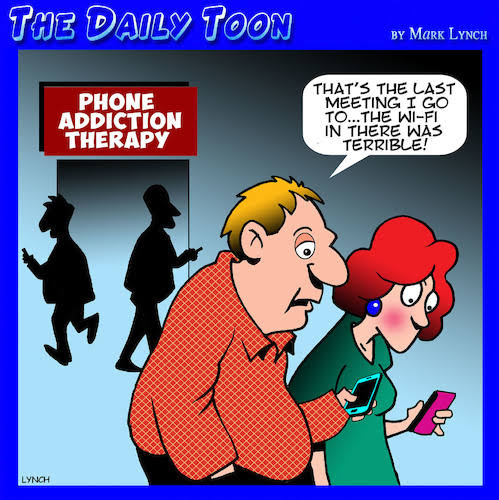 THE DAILY TOON
BY MARK LYNCH
PHONE
ADDICTION
THERAPY
THAT'S THE LAST
MEETING I GO
TO...THE WI-FI
IN THERE WAS
TERRIBLE!
LYNCH